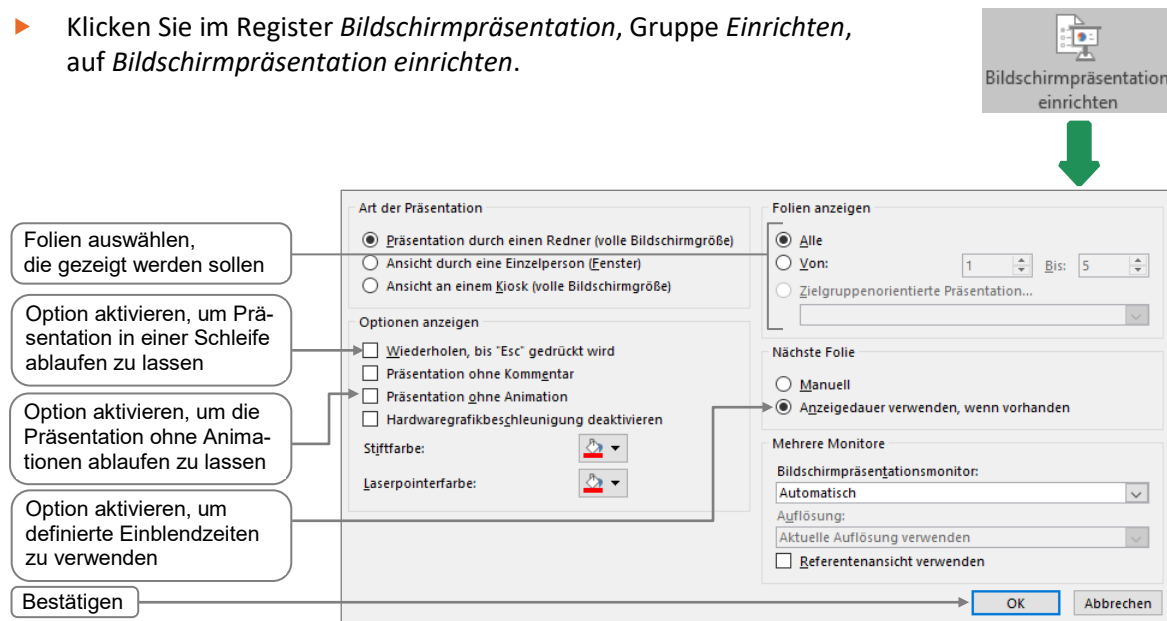 Klicken Sie im Register Bildschirmpräsentation, Gruppe Einrichten,
auf Bildschirmpräsentation einrichten.
Bildschirmpräsentation
einrichten
Folien auswählen,
die gezeigt werden sollen
Option aktivieren, um Prä-
sentation in einer Schleife
ablaufen zu lassen
Option aktivieren, um die
Präsentation ohne Anima-
tionen ablaufen zu lassen
Option aktivieren, um
definierte Einblendzeiten
zu verwenden
Bestätigen
Art der Präsentation
Präsentation durch einen Redner (volle Bildschirmgröße)
Ansicht durch eine Einzelperson (Fenster)
Ansicht an einem Kiosk (volle Bildschirmgröße)
Optionen anzeigen
Wiederholen, bis "Esc" gedrückt wird
Präsentation ohne Kommentar
Präsentation ohne Animation
Hardwaregrafikbeschleunigung deaktivieren
Stiftfarbe:
Laserpointerfarbe:
Folien anzeigen
Alle
Von: 1 Bis: 5
Zielgruppenorientierte Präsentation...
Nächste Folie
Manuell
Anzeigedauer verwenden, wenn vorhanden
Mehrere Monitore
Bildschirmpräsentationsmonitor:
Automatisch
Auflösung:
Aktuelle Auflösung verwenden
Referentenansicht verwenden
OK Abbrechen